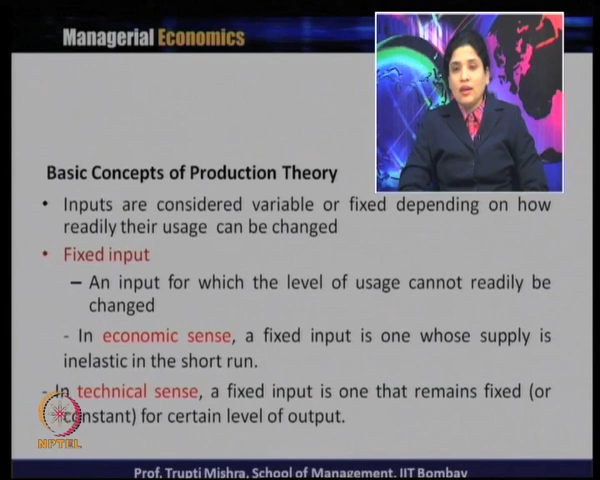 Managerial Economics
Basic Concepts of Production Theory
• Inputs are considered variable or fixed depending on how
readily their usage can be changed
• Fixed input
– An input for which the level of usage cannot readily be
changed
- In economic sense, a fixed input is one whose supply is
inelastic in the short run.
- In technical sense, a fixed input is one that remains fixed (or
constant) for certain level of output.
NPTEL
Prof. Trupti Mishra, School of Management, IIT Bombay